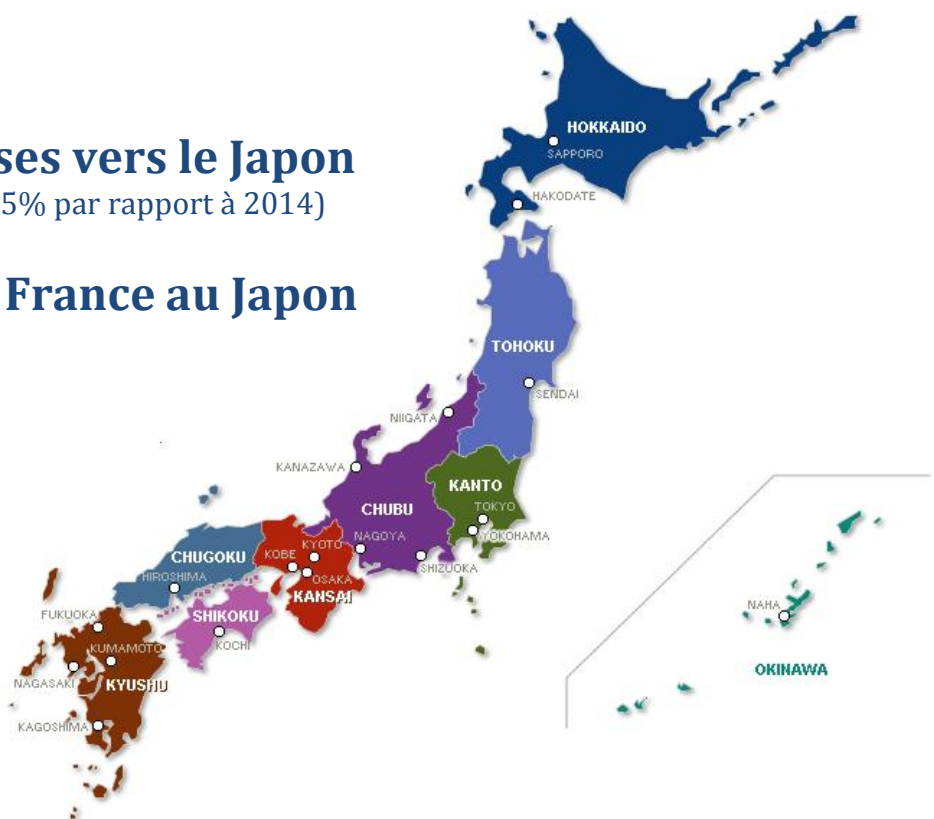 ses vers le Japon
5% par rapport à 2014)
France au Japon
HOKKAIDO
SAPPORO
HAKODATE
TOHOKU
SENDAI
NIIGATA
KANAZAWA
KANTO
CHUBU
TOKYO
YOKOHAMA
NAGOYA
SHIZUOKA
KYOTO
KOBE
OSAKA
KANSAI
CHUGOKU
HIROSHIMA
SHIKOKU
KOCHI
FUKUOKA
KUMAMOTO
NAGASAKI
KYUSHU
KAGOSHIMA
NAHA
OKINAWA